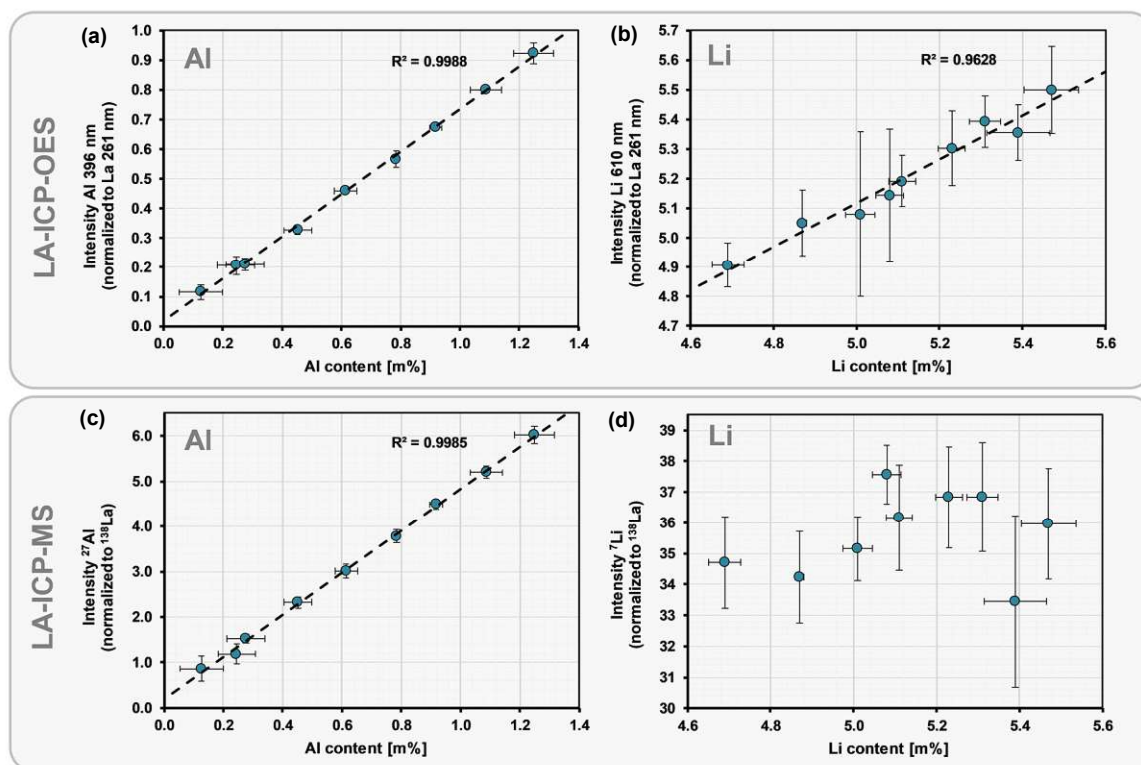 LA-ICP-OES
(a)
Al
R² = 0.9988
Intensity Al 396 nm
(normalized to La 261 nm)
1.0
0.9
0.8
0.7
0.6
0.5
0.4
0.3
0.2
0.1
0.0
0.0 0.2 0.4 0.6 0.8 1.0 1.2 1.4
Al content [m%]
(b)
Li
R² = 0.9628
Intensity Li 610 nm
(normalized to La 261 nm)
5.7
5.6
5.5
5.4
5.3
5.2
5.1
5.0
4.9
4.8
4.7
4.6 4.8 5.0 5.2 5.4 5.6
Li content [m%]
LA-ICP-MS
(c)
Al
R² = 0.9985
Intensity ²⁷Al
(normalized to ¹³⁸La)
6.0
5.0
4.0
3.0
2.0
1.0
0.0
0.0 0.2 0.4 0.6 0.8 1.0 1.2 1.4
Al content [m%]
(d)
Li
Intensity ⁷Li
(normalized to ¹³⁸La)
39
38
37
36
35
34
33
32
31
30
4.6 4.8 5.0 5.2 5.4 5.6
Li content [m%]